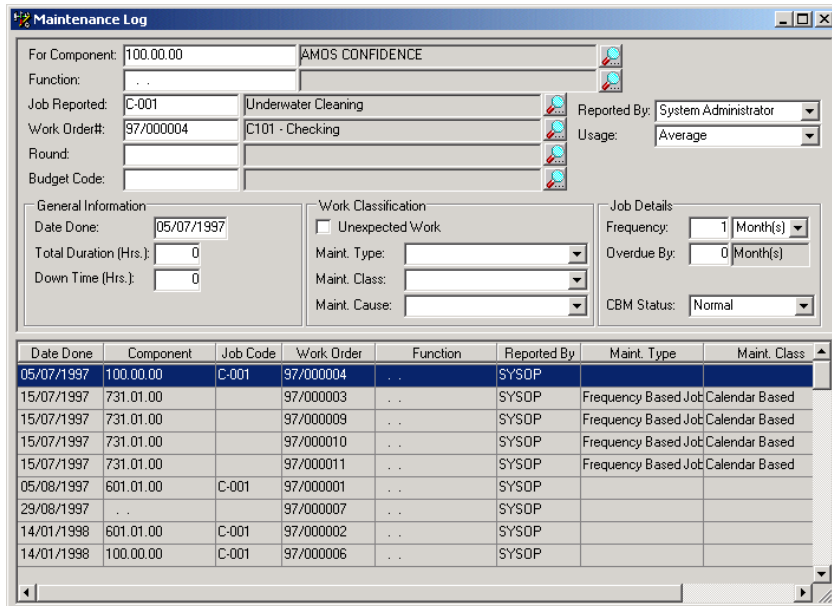 Maintenance Log
For Component: 100.00.00 AMOS CONFIDENCE
Function: . .
Job Reported: C-001 Underwater Cleaning Reported By: System Administrator
Work Order#: 97/000004 C101 - Checking Usage: Average
Round:
Budget Code:
General Information Work Classification Job Details
Date Done: 05/07/1997 Unexpected Work Frequency: 1 Month(s)
Total Duration (Hrs.): 0 Maint. Type: Overdue By: 0 Month(s)
Down Time (Hrs.): 0 Maint. Class:
Maint. Cause: CBM Status: Normal
Date Done Component Job Code Work Order Function Reported By Maint. Type Maint. Class
05/07/1997 100.00.00 C-001 97/000004 . . SYSOP
15/07/1997 731.01.00 97/000003 . . SYSOP Frequency Based Job Calendar Based
15/07/1997 731.01.00 97/000009 . . SYSOP Frequency Based Job Calendar Based
15/07/1997 731.01.00 97/000010 . . SYSOP Frequency Based Job Calendar Based
15/07/1997 731.01.00 97/000011 . . SYSOP Frequency Based Job Calendar Based
05/08/1997 601.01.00 C-001 97/000001 . . SYSOP
29/08/1997 . . 97/000007 . . SYSOP
14/01/1998 601.01.00 C-001 97/000002 . . SYSOP
14/01/1998 100.00.00 C-001 97/000006 . . SYSOP